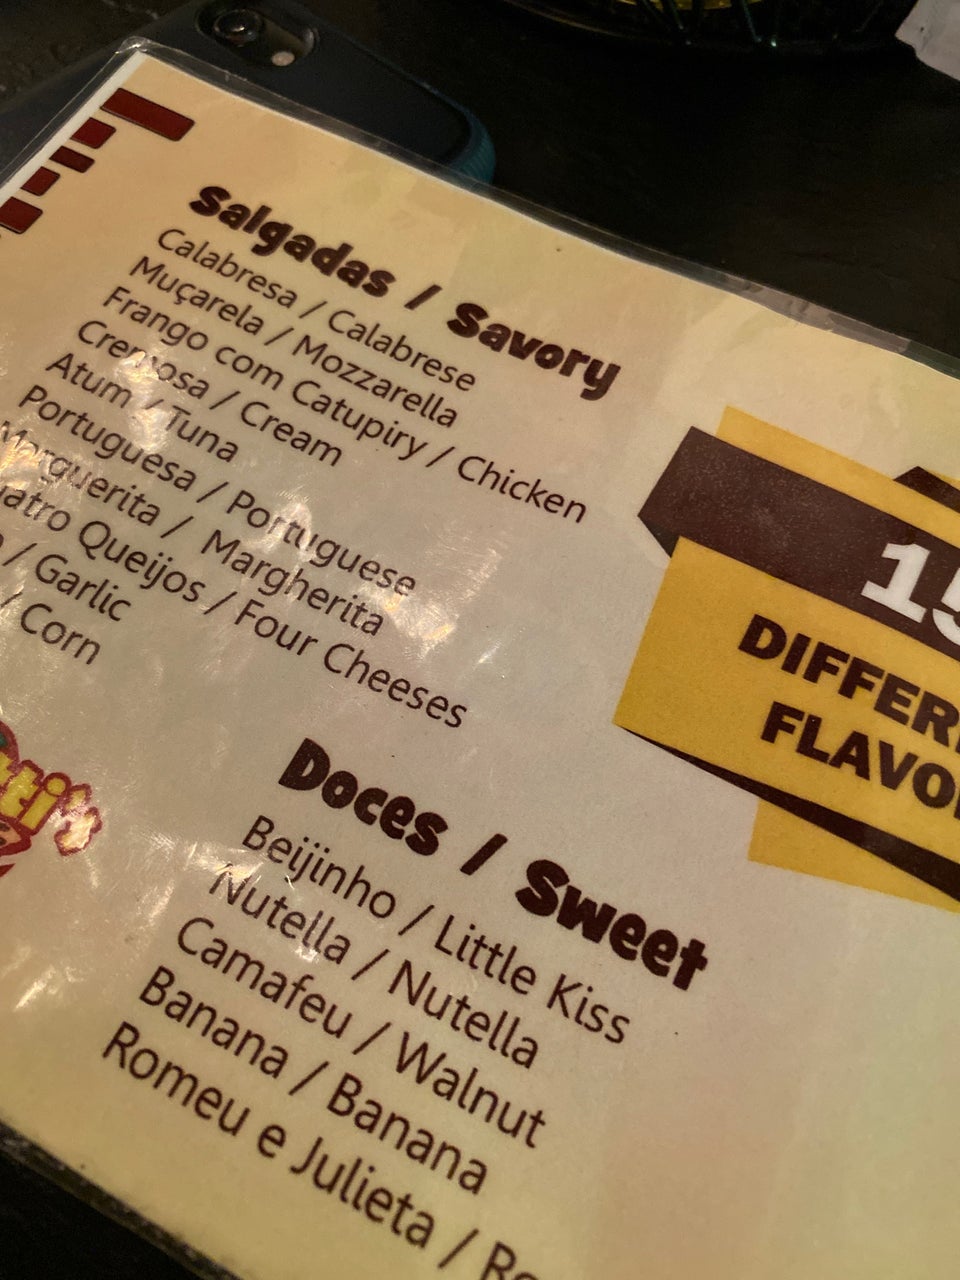 Salgadas / Savory
Calabresa / Calabrese
Muçarela / Mozzarella
Frango com Catupiry / Chicken
Cremosa / Cream
Atum / Tuna
Portuguesa / Portuguese
Marguerita / Margherita
Queijos / Four Cheeses
/ Garlic
/ Corn
15
DIFFER
FLAVO
Doces / Sweet
Beijinho / Little Kiss
Nutella / Nutella
Camafeu / Walnut
Banana / Banana
Romeu e Julieta /